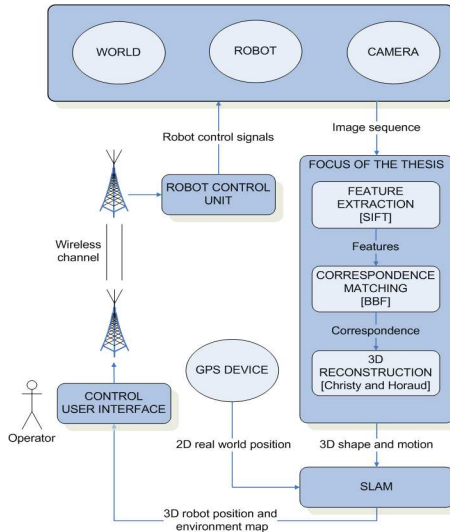 WORLD
ROBOT
CAMERA
Robot control signals
Image sequence
FOCUS OF THE THESIS
ROBOT CONTROL
UNIT
FEATURE
EXTRACTION
[SIFT]
Wireless
channel
Features
CORRESPONDENCE
MATCHING
[BBF]
Correspondence
3D
RECONSTRUCTION
[Christy and Horaud]
GPS DEVICE
CONTROL
USER INTERFACE
Operator
2D real world position
3D shape and motion
SLAM
3D robot position and
environment map